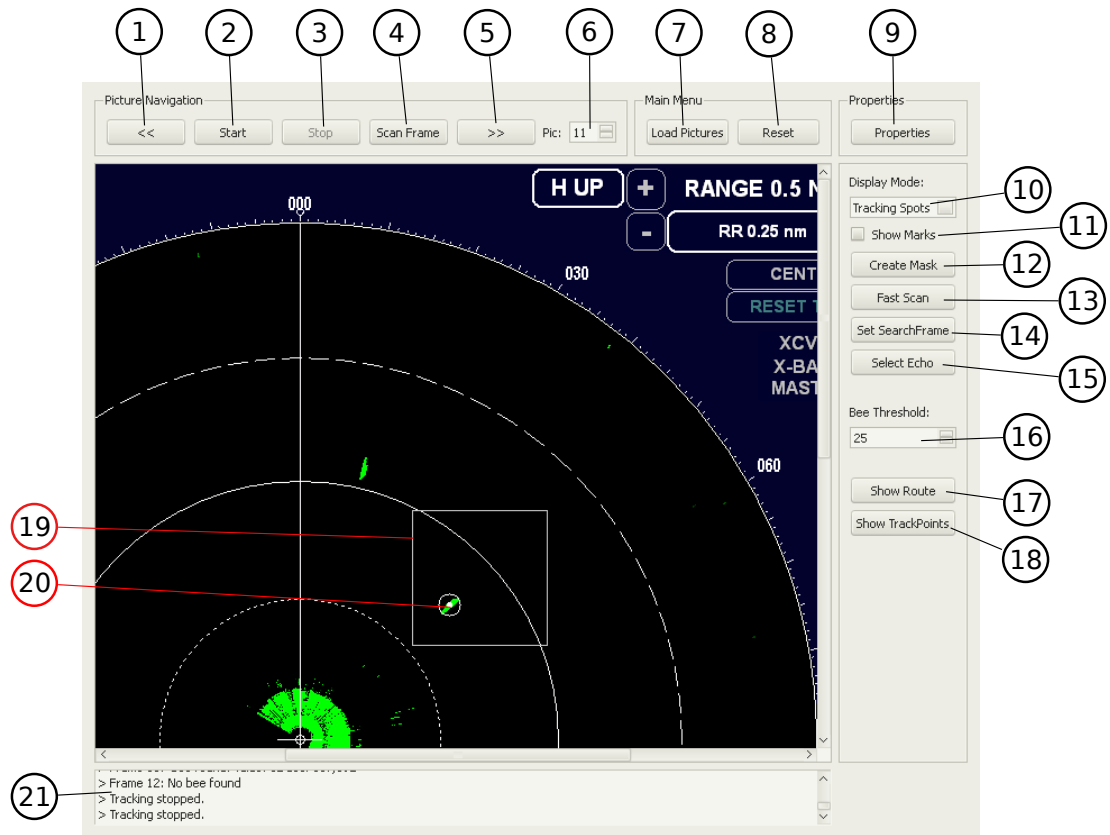 1 2 3 4 5 6 7 8 9
Picture Navigation Main Menu Properties
<< Start Stop Scan Frame >> Pic: 11 Load Pictures Reset Properties
H UP + RANGE 0.5 N
- RR 0.25 nm
CENT
RESET T
XCV
X-BA
MAST
000
030
060
Display Mode:
Tracking Spots 10
Show Marks 11
Create Mask 12
Fast Scan 13
Set SearchFrame 14
Select Echo 15
Bee Threshold:
25 16
Show Route 17
Show TrackPoints 18
19
20
21
> Frame 12: No bee found
> Tracking stopped.
> Tracking stopped.